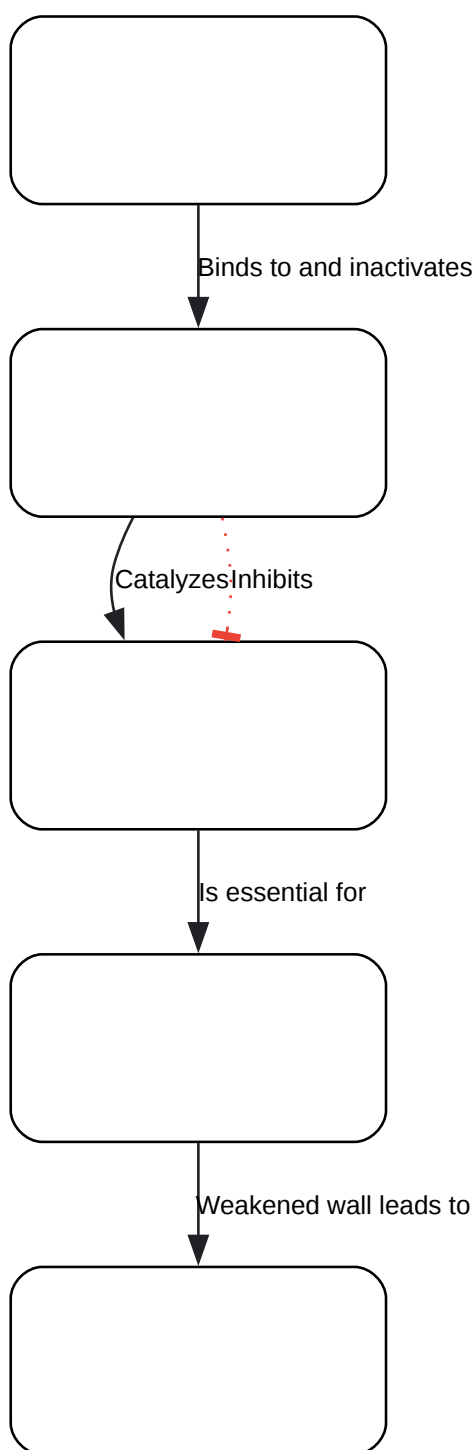 Binds to and inactivates
Catalyzes
Inhibits
Is essential for
Weakened wall leads to